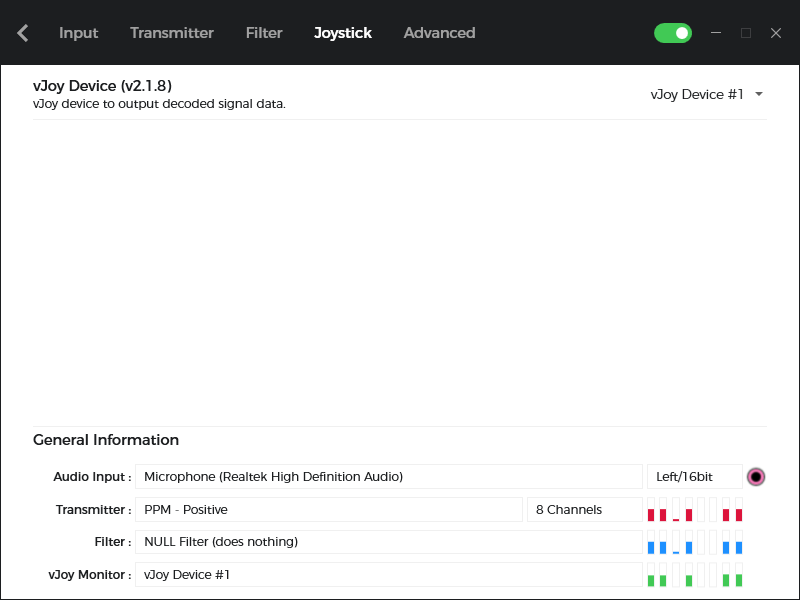 Input Transmitter Filter Joystick Advanced
vJoy Device (v2.1.8)
vJoy device to output decoded signal data.
vJoy Device #1
General Information
Audio Input : Microphone (Realtek High Definition Audio) Left/16bit
Transmitter : PPM - Positive 8 Channels
Filter : NULL Filter (does nothing)
vJoy Monitor : vJoy Device #1